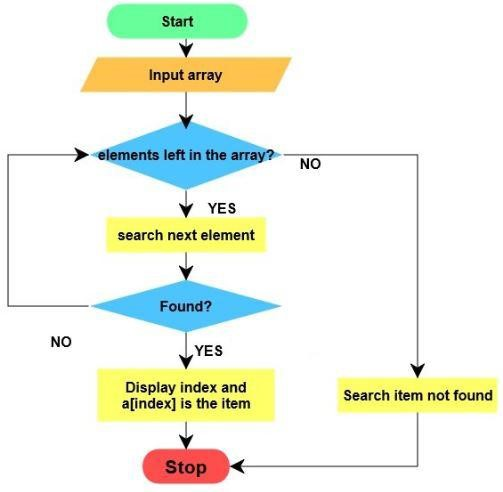 Start
Input array
elements left in the array?
NO
YES
search next element
Found?
NO
YES
Display index and
a[index] is the item
Search item not found
Stop